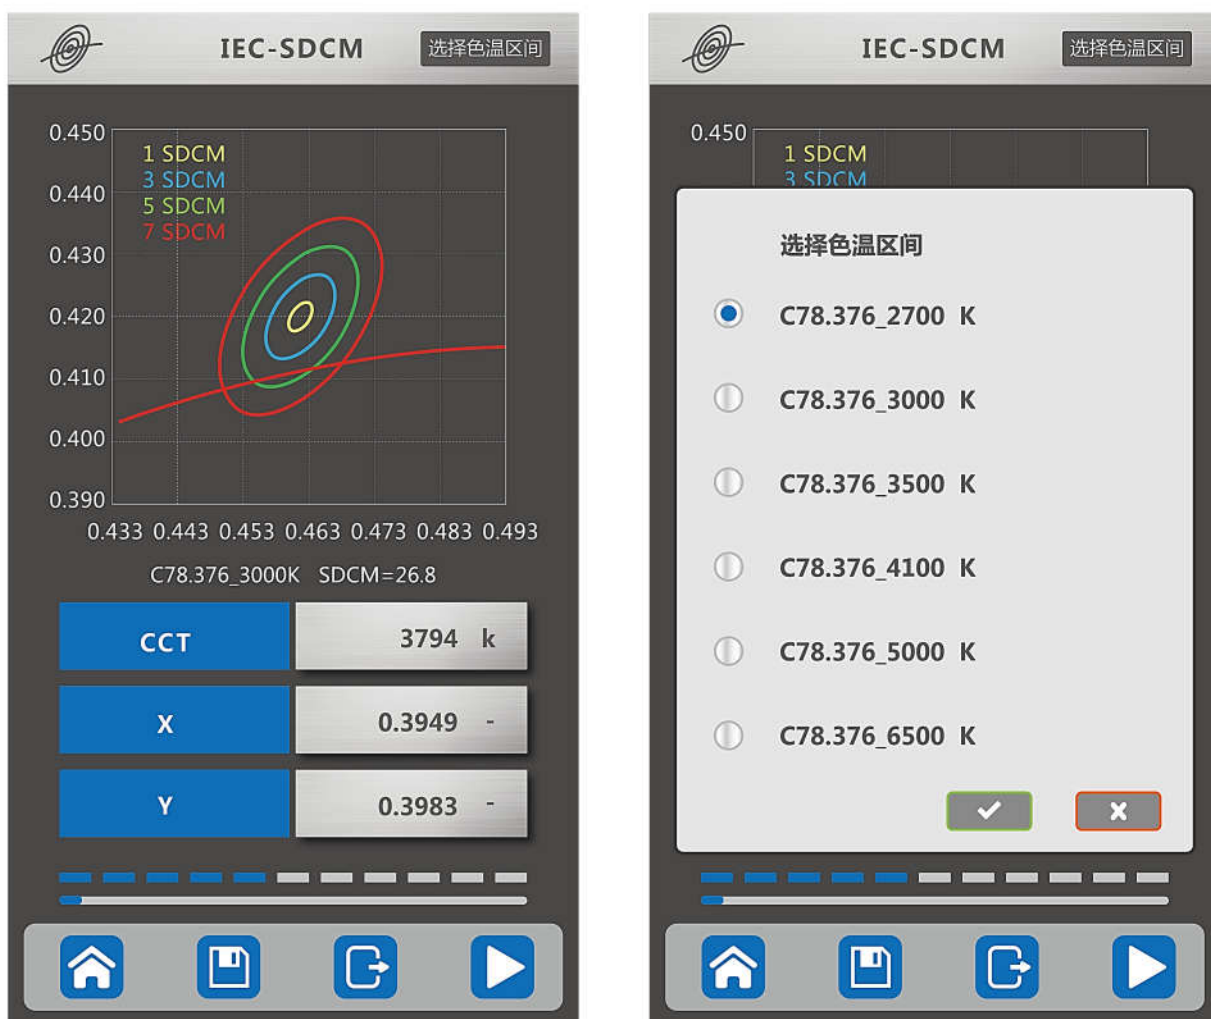 IEC-SDCM 选择色温区间
0.450
1 SDCM
3 SDCM
0.440
5 SDCM
7 SDCM
0.430
0.420
0.410
0.400
0.390
0.433 0.443 0.453 0.463 0.473 0.483 0.493
C78.376_3000K SDCM=26.8
CCT 3794 k
X 0.3949 -
Y 0.3983 -
IEC-SDCM 选择色温区间
0.450
1 SDCM
3 SDCM
选择色温区间
C78.376_2700 K
C78.376_3000 K
C78.376_3500 K
C78.376_4100 K
C78.376_5000 K
C78.376_6500 K